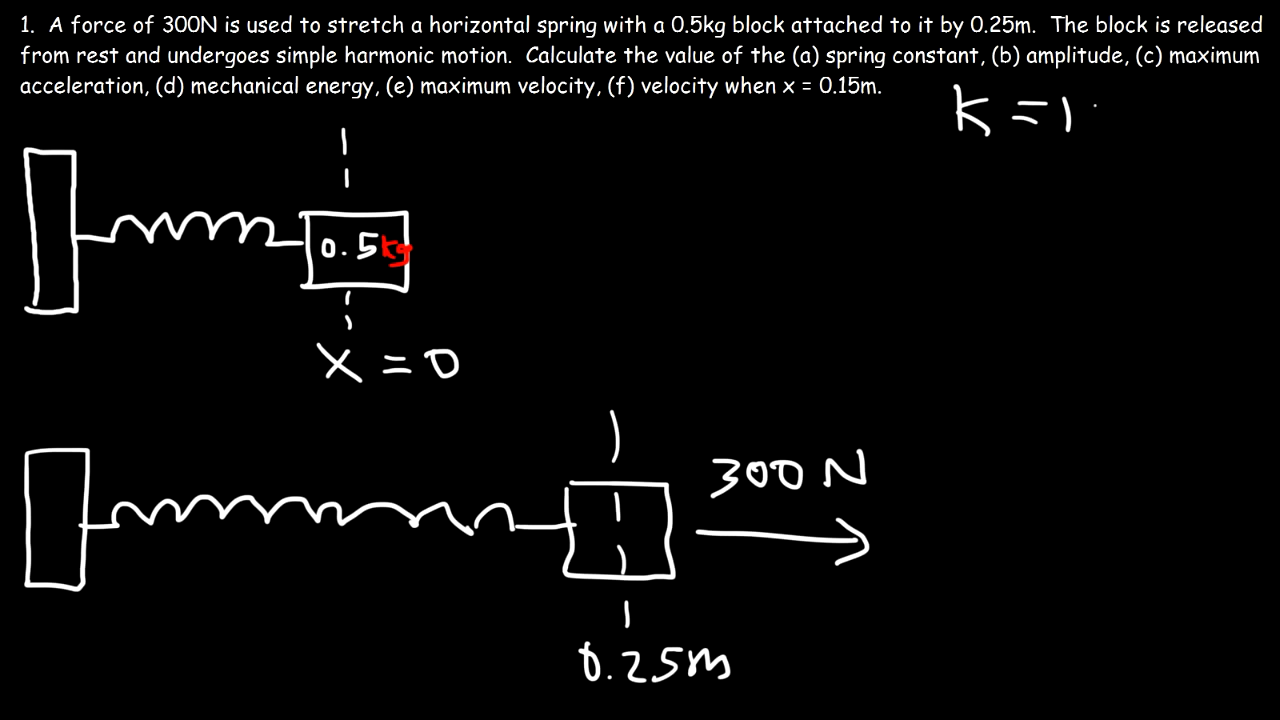 1. A force of 300N is used to stretch a horizontal spring with a 0.5kg block attached to it by 0.25m. The block is released
from rest and undergoes simple harmonic motion. Calculate the value of the (a) spring constant, (b) amplitude, (c) maximum
acceleration, (d) mechanical energy, (e) maximum velocity, (f) velocity when x = 0.15m.
K = 1
0.5kg
x = 0
300 N
0.25m